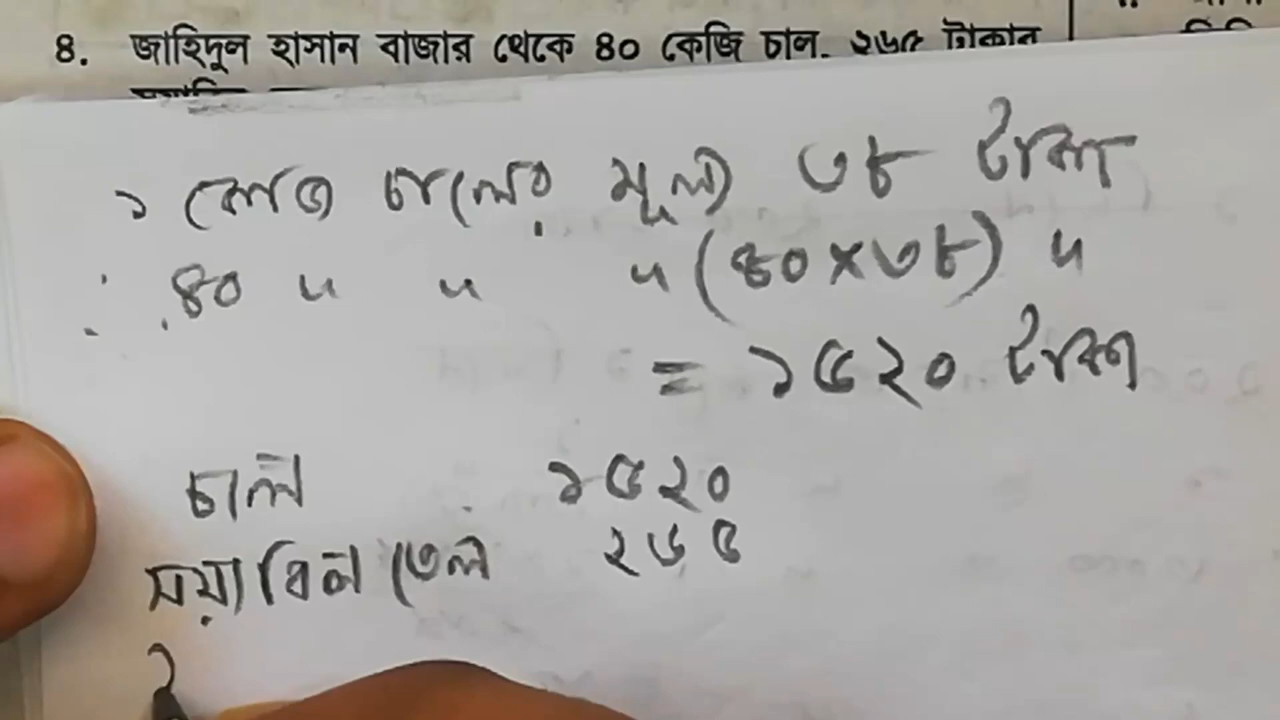 ৪. জাহিদুল হাসান বাজার থেকে ৪০ কেজি চাল. ২৬৫ টাকার
১ কেজি চালের মূল্য ৩৮ টাকা
∴ ৪০ " " " (৪০×৩৮) "
= ১৫২০ টাকা
চাল ১৫২০
সয়াবিন তেল ২৬৫